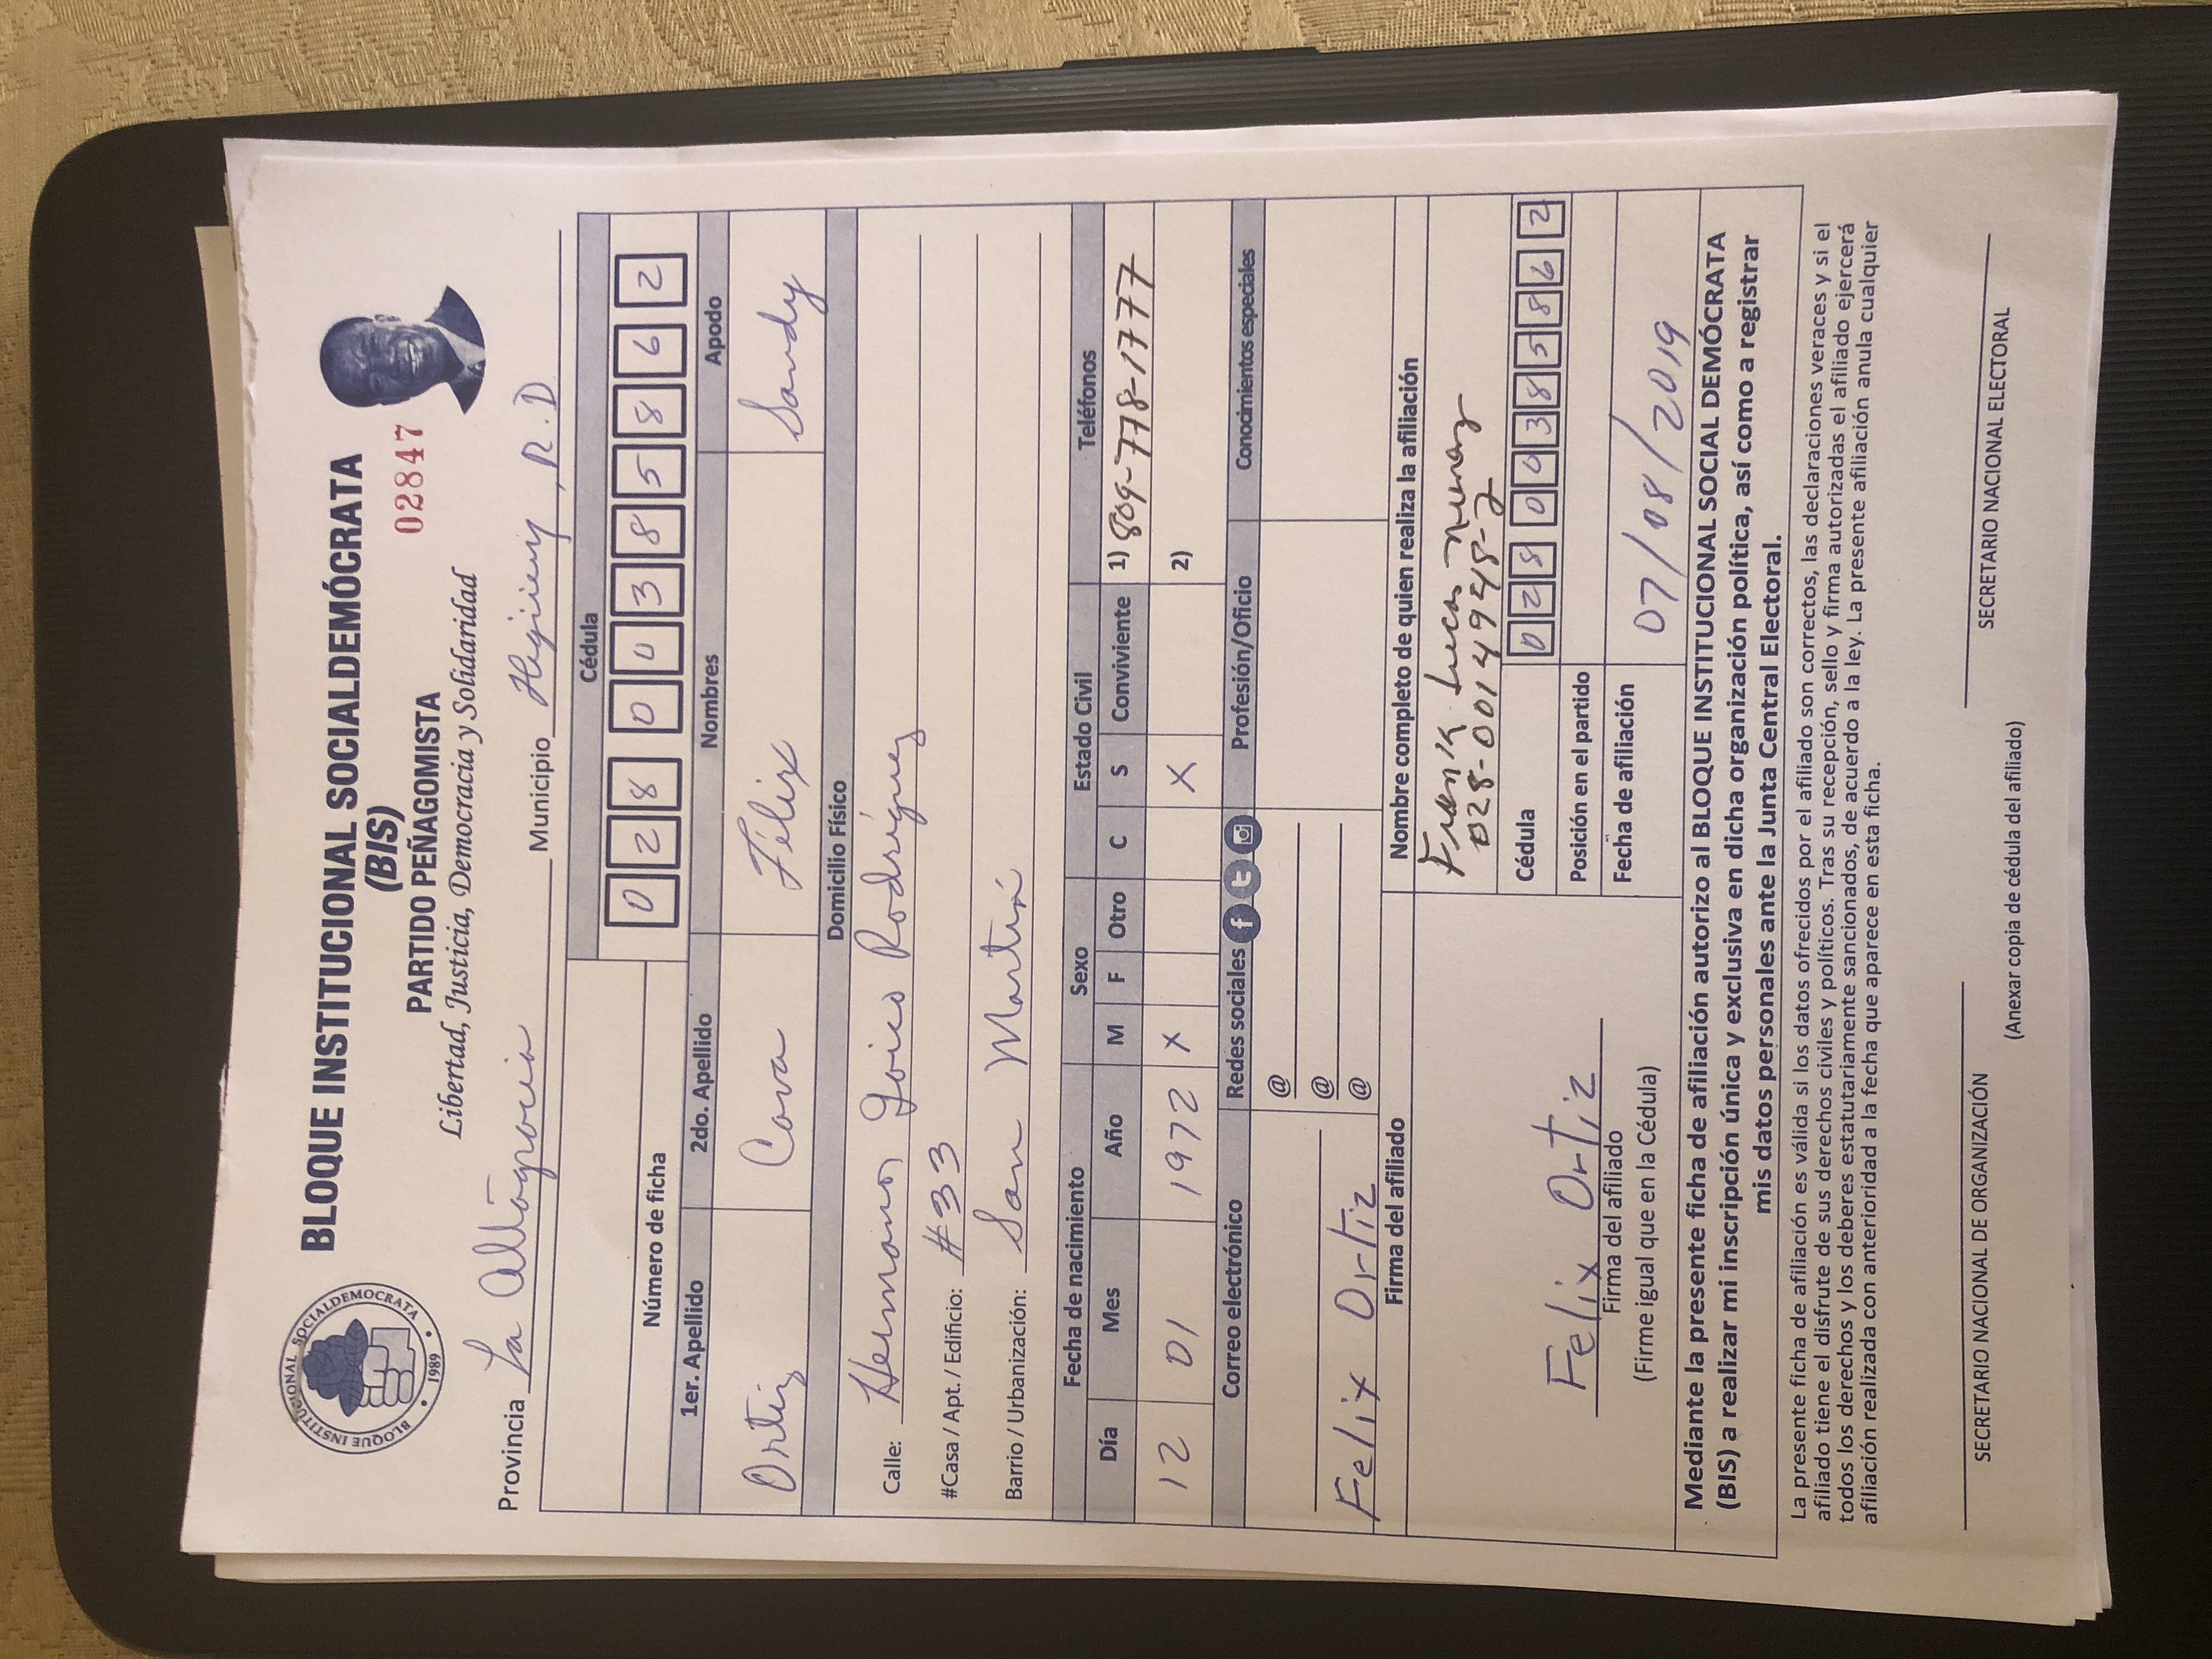 BLOQUE INSTITUCIONAL SOCIALDEMOCRATA
1989
BLOQUE INSTITUCIONAL SOCIALDEMÓCRATA
(BIS)
PARTIDO PEÑAGOMISTA
02847
Libertad, Justicia, Democracia y Solidaridad
Provincia La Altagracia Municipio Higüey, R.D
Cédula
0 2 8 0 0 3 8 5 8 6 2
Número de ficha
1er. Apellido 2do. Apellido Nombres Apodo
Ortiz Cova Félix Sandy
Domicilio Físico
Calle: Hermanos Goico Rodríguez
#Casa / Apt. / Edificio: #33
Barrio / Urbanización: San Martín
Fecha de nacimiento Sexo Estado Civil Teléfonos
Día Mes Año M F Otro C S Conviviente 1) 809-778-1777
12 01 1972 X X 2)
Correo electrónico Redes sociales Profesión/Oficio Conocimientos especiales
@
@
@
Felix Ortiz
Firma del afiliado Nombre completo de quien realiza la afiliación
Frank Lucas
028-0014948-2
Cédula 0 2 8 0 0 3 8 5 8 6 2
Posición en el partido
Fecha de afiliación 07/08/2019
Felix Ortiz
Firma del afiliado
(Firme igual que en la Cédula)
Mediante la presente ficha de afiliación autorizo al BLOQUE INSTITUCIONAL SOCIAL DEMÓCRATA
(BIS) a realizar mi inscripción única y exclusiva en dicha organización política, así como a registrar
mis datos personales ante la Junta Central Electoral.
La presente ficha de afiliación es válida si los datos ofrecidos por el afiliado son correctos, las declaraciones veraces y si el
afiliado tiene el disfrute de sus derechos civiles y políticos. Tras su recepción, sello y firma autorizadas el afiliado ejercerá
todos los derechos y los deberes estatutariamente sancionados, de acuerdo a la ley. La presente afiliación anula cualquier
afiliación realizada con anterioridad a la fecha que aparece en esta ficha.
SECRETARIO NACIONAL DE ORGANIZACIÓN SECRETARIO NACIONAL ELECTORAL
(Anexar copia de cédula del afiliado)